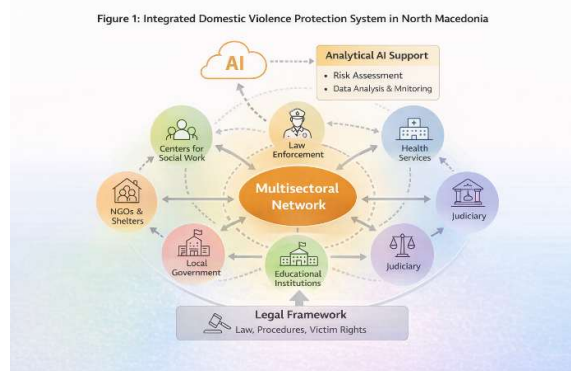 Figure 1: Integrated Domestic Violence Protection System in North Macedonia
AI
Analytical AI Support
• Risk Assessment
• Data Analysis & Mnitoring
Centers for
Social Work
Law
Enforcement
Health
Services
Multisectoral
Network
NGOs &
Shelters
Judiciary
Local
Government
Educational
Institutions
Judiciary
Legal Framework
Law, Procedures, Victim Rights